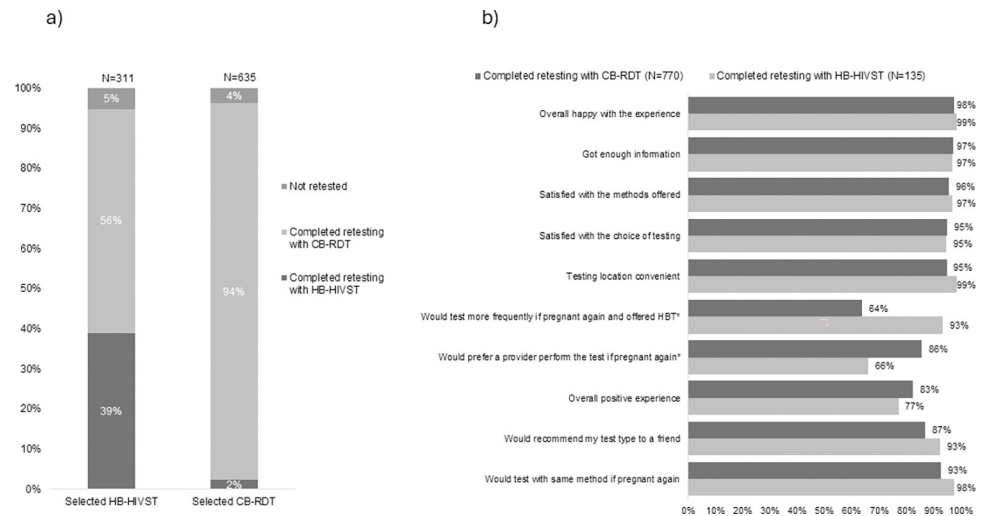 a)
N=311
N=635
100%
90%
80%
70%
60%
50%
40%
30%
20%
10%
0%
5%
56%
39%
4%
94%
2%
Selected HB-HIVST
Selected CB-RDT
Not retested
Completed retesting
with CB-RDT
Completed retesting
with HB-HIVST
b)
Completed retesting with CB-RDT (N=770)
Completed retesting with HB-HIVST (N=135)
Overall happy with the experience
98%
99%
Got enough information
97%
97%
Satisfied with the methods offered
96%
97%
Satisfied with the choice of testing
95%
95%
Testing location convenient
95%
99%
Would test more frequently if pregnant again and offered HBT*
64%
93%
Would prefer a provider perform the test if pregnant again*
86%
66%
Overall positive experience
83%
77%
Would recommend my test type to a friend
87%
93%
Would test with same method if pregnant again
93%
98%
0% 10% 20% 30% 40% 50% 60% 70% 80% 90% 100%